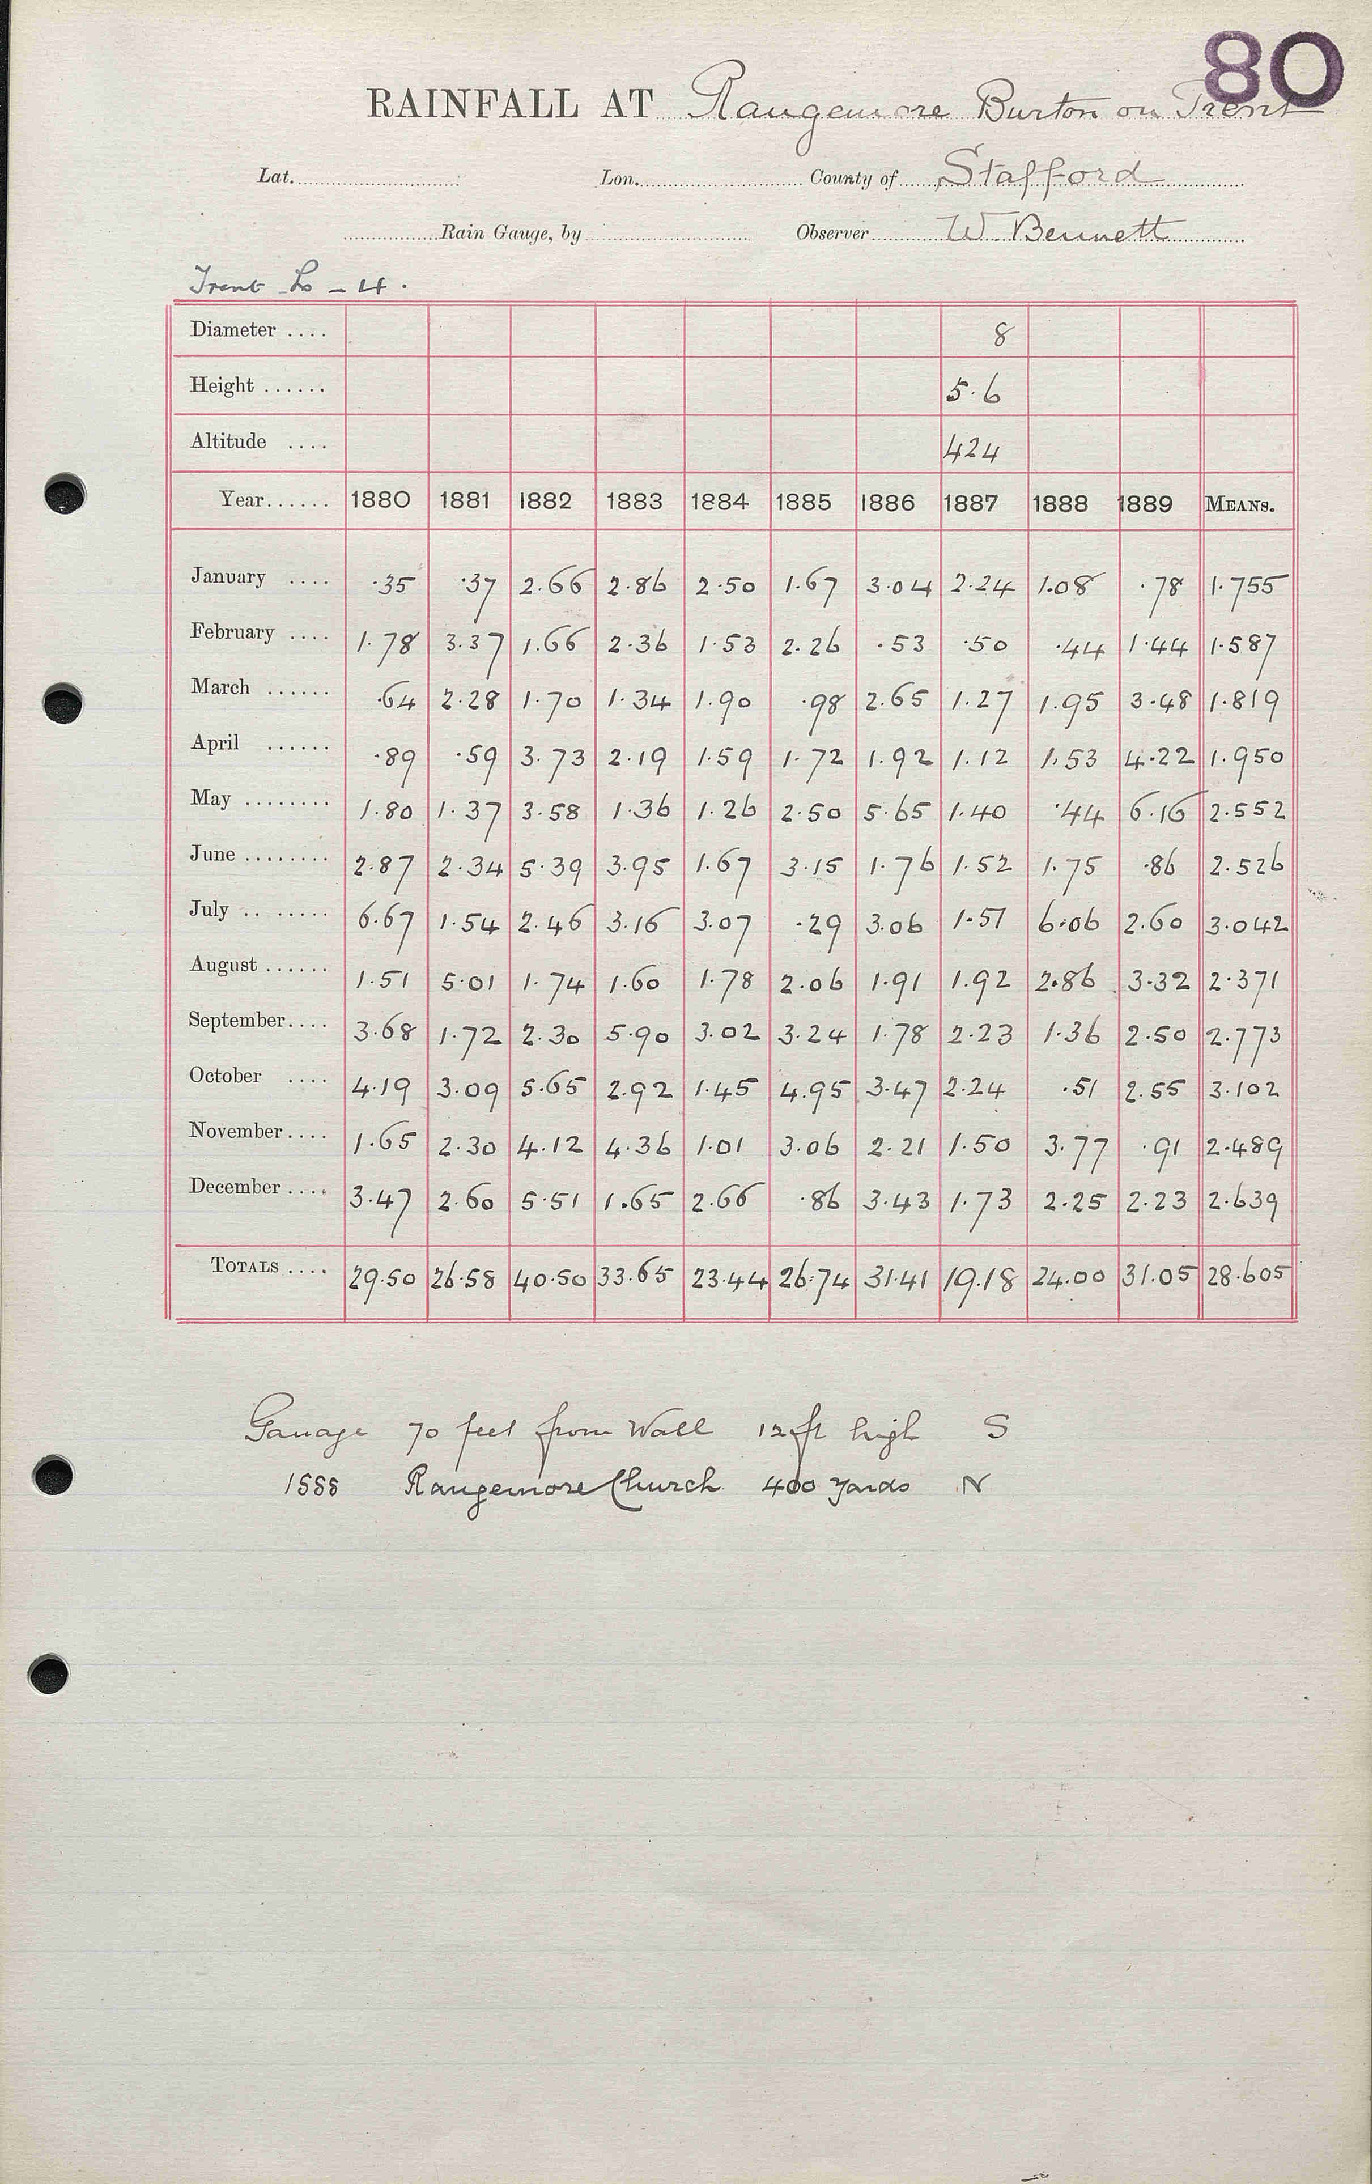 80
RAINFALL AT Rangemore Burton on Trent
Lat. Lon. County of Stafford
Rain Gauge, by Observer W Bennett
Trent L - 4.
Diameter .... 8
Height ...... 5.6
Altitude .... 424
Year...... 1880 1881 1882 1883 1884 1885 1886 1887 1888 1889 MEANS.
January .... .35 .37 2.66 2.86 2.50 1.67 3.04 2.24 1.08 .78 1.755
February .... 1.78 3.37 1.66 2.36 1.53 2.26 .53 .50 .44 1.44 1.587
March ...... .64 2.28 1.70 1.34 1.90 .98 2.65 1.27 1.95 3.48 1.819
April ...... .89 .59 3.73 2.19 1.59 1.72 1.92 1.12 1.53 4.22 1.950
May ........ 1.80 1.37 3.58 1.36 1.26 2.50 5.65 1.40 .44 6.16 2.552
June ........ 2.87 2.34 5.39 3.95 1.67 3.15 1.76 1.52 1.75 .86 2.526
July ........ 6.67 1.54 2.46 3.16 3.07 .29 3.06 1.51 6.06 2.60 3.042
August ...... 1.51 5.01 1.74 1.60 1.78 2.06 1.91 1.92 2.86 3.32 2.371
September.... 3.68 1.72 2.30 5.90 3.02 3.24 1.78 2.23 1.36 2.50 2.773
October .... 4.19 3.09 5.65 2.92 1.45 4.95 3.47 2.24 .51 2.55 3.102
November.... 1.65 2.30 4.12 4.36 1.01 3.06 2.21 1.50 3.77 .91 2.489
December .... 3.47 2.60 5.51 1.65 2.66 .86 3.43 1.73 2.25 2.23 2.639
TOTALS .... 29.50 26.58 40.50 33.65 23.44 26.74 31.41 19.18 24.00 31.05 28.605
70 feet from Wall 12 ft high S
1888 Rangemore Church 400 Yards N